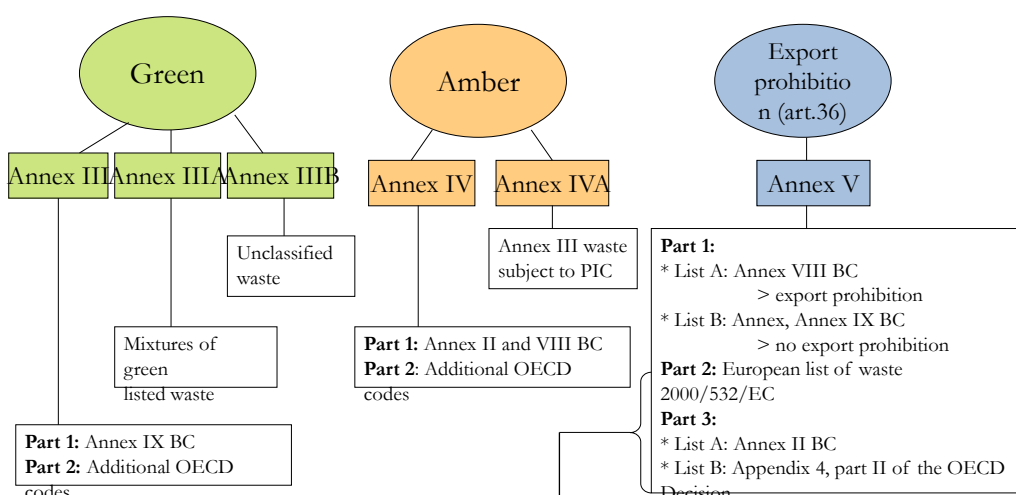 Green
Amber
Export
prohibitio
n (art.36)
Annex III
Annex IIIA
Annex IIIB
Annex IV
Annex IVA
Annex V
Unclassified
waste
Mixtures of
green
listed waste
Part 1: Annex IX BC
Part 2: Additional OECD
codes
Annex III waste
subject to PIC
Part 1: Annex II and VIII BC
Part 2: Additional OECD
codes
Part 1:
* List A: Annex VIII BC
> export prohibition
* List B: Annex, Annex IX BC
> no export prohibition
Part 2: European list of waste
2000/532/EC
Part 3:
* List A: Annex II BC
* List B: Appendix 4, part II of the OECD
Decision